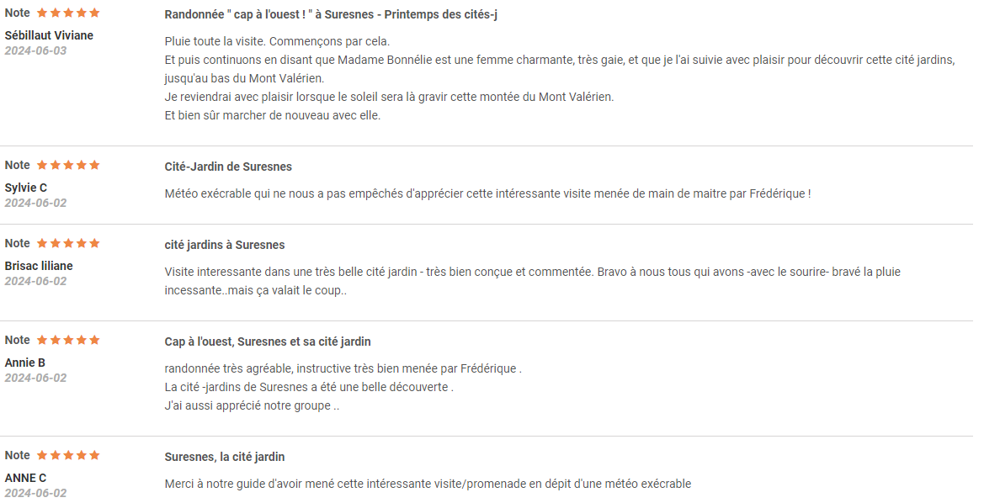 Note
Randonnée " cap à l'ouest ! " à Suresnes - Printemps des cités-j
Sébillaut Viviane
2024-06-03
Pluie toute la visite. Commençons par cela.
Et puis continuons en disant que Madame Bonnélie est une femme charmante, très gaie, et que je l'ai suivie avec plaisir pour découvrir cette cité jardins,
jusqu'au bas du Mont Valérien.
Je reviendrai avec plaisir lorsque le soleil sera là gravir cette montée du Mont Valérien.
Et bien sûr marcher de nouveau avec elle.
Note
Cité-Jardin de Suresnes
Sylvie C
2024-06-02
Météo exécrable qui ne nous a pas empêchés d'apprécier cette intéressante visite menée de main de maitre par Frédérique !
Note
cité jardins à Suresnes
Brisac liliane
2024-06-02
Visite interessante dans une très belle cité jardin - très bien conçue et commentée. Bravo à nous tous qui avons -avec le sourire- bravé la pluie
incessante..mais ça valait le coup..
Note
Cap à l'ouest, Suresnes et sa cité jardin
Annie B
2024-06-02
randonnée très agréable, instructive très bien menée par Frédérique .
La cité -jardins de Suresnes a été une belle découverte .
J'ai aussi apprécié notre groupe ..
Note
Suresnes, la cité jardin
ANNE C
2024-06-02
Merci à notre guide d'avoir mené cette intéressante visite/promenade en dépit d'une météo exécrable